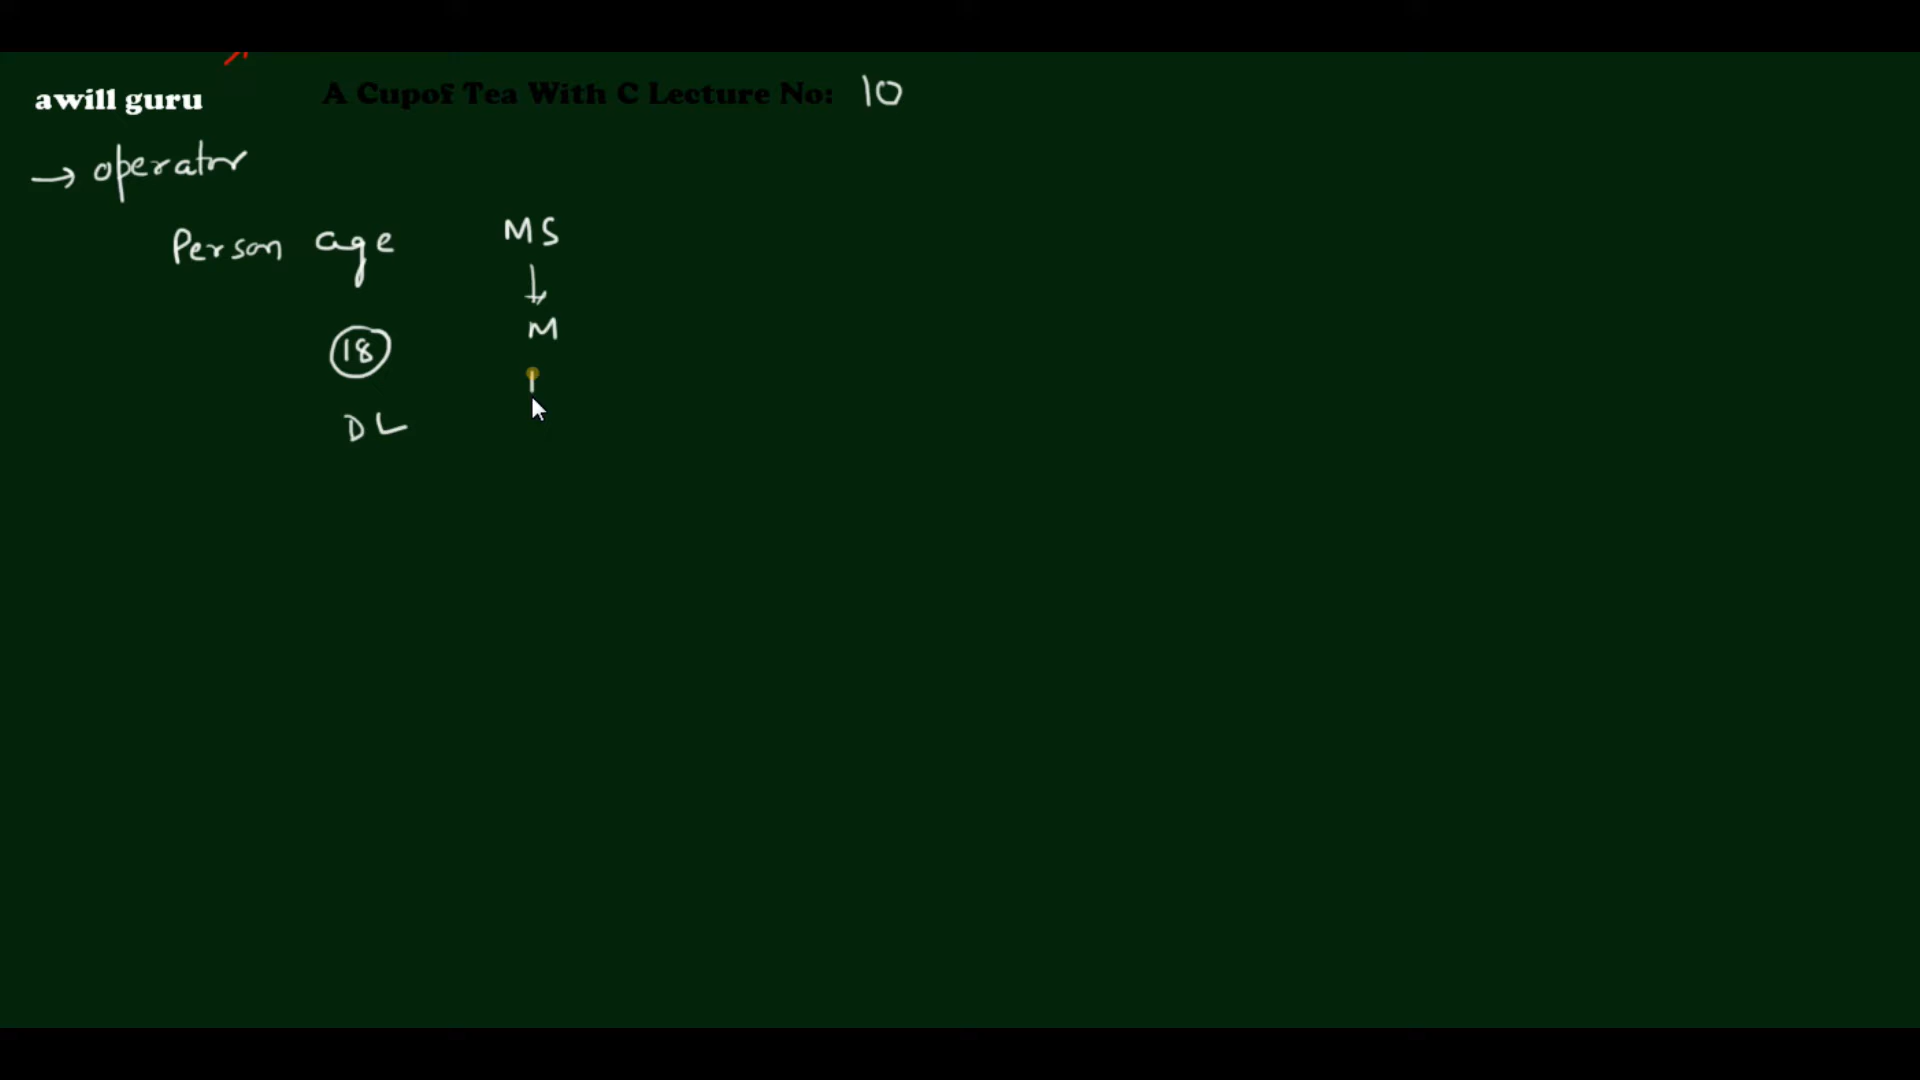 awill guru A Cupof Tea With C Lecture No: 10
→ operator
Person age MS
↓
M
18
DL